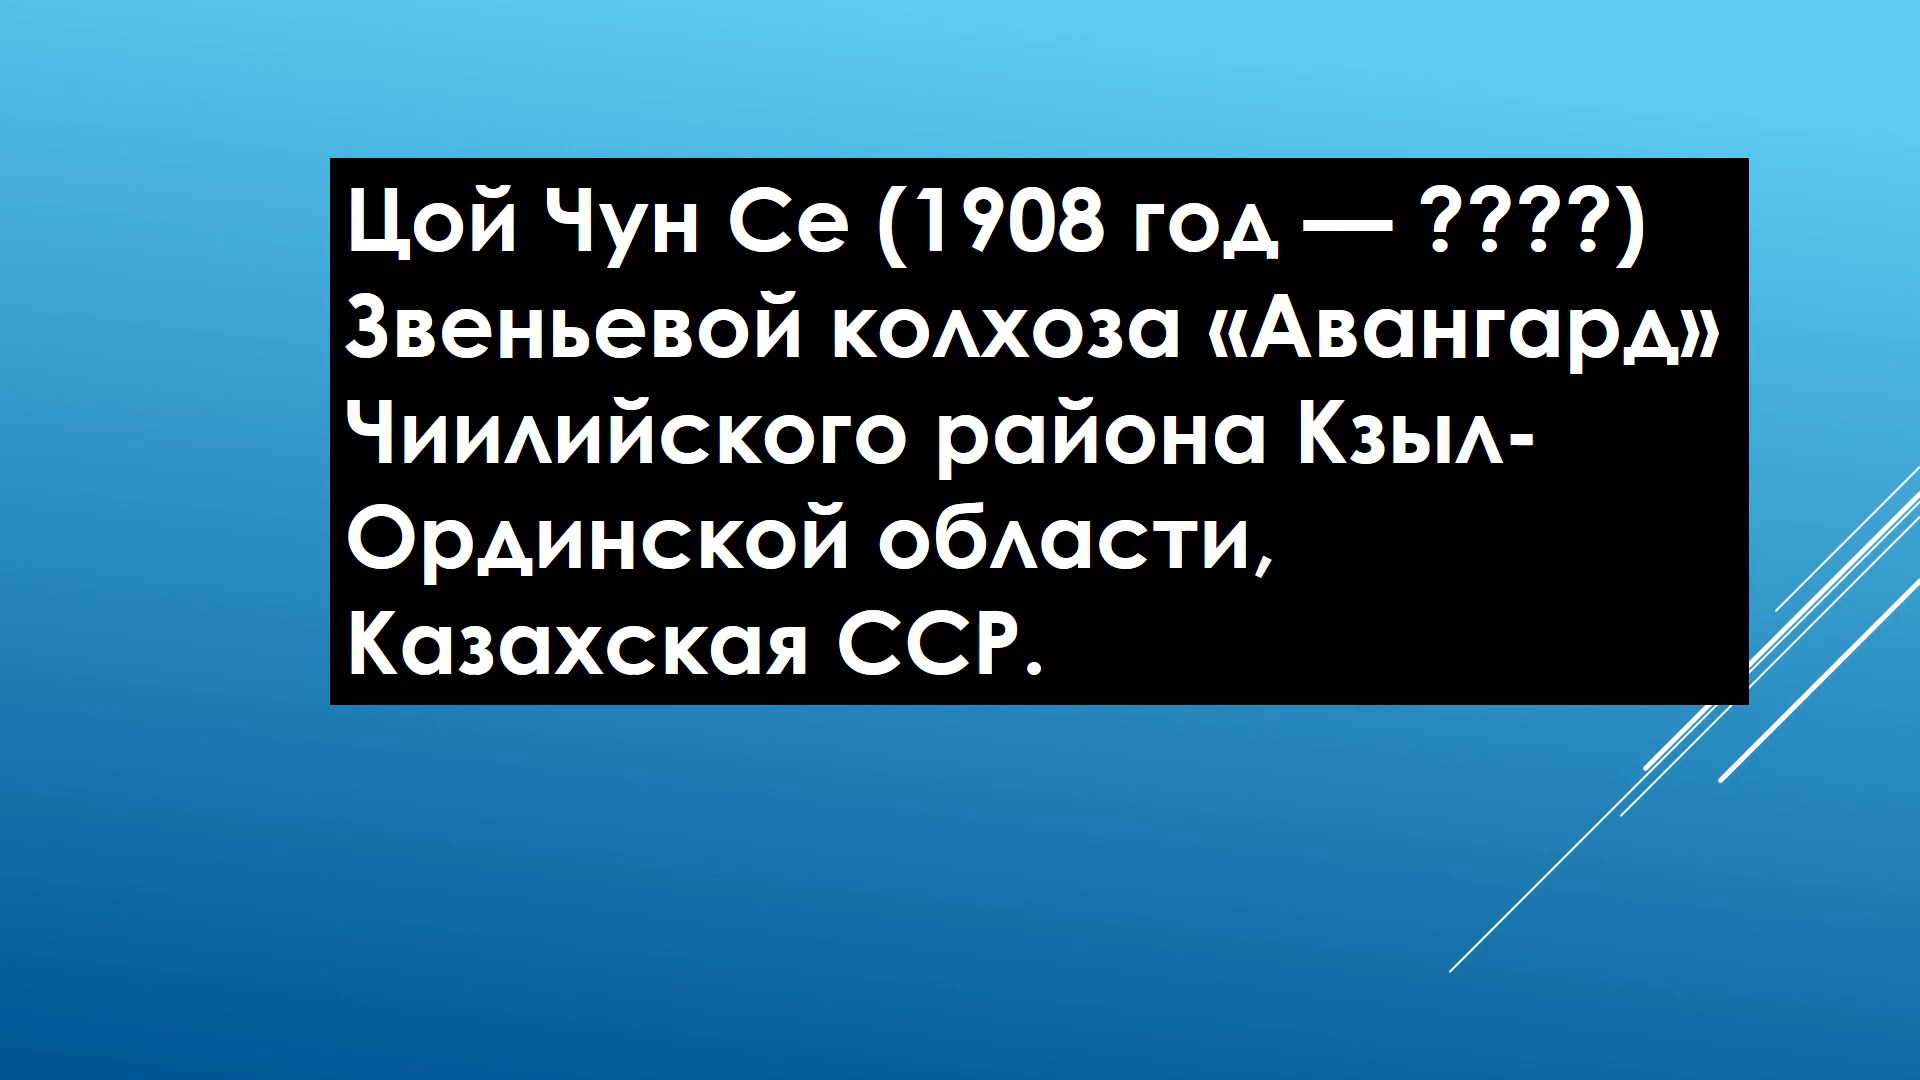 Цой Чун Се (1908 год — ????)
Звеньевой колхоза «Авангард»
Чиилийского района Кзыл-
Ординской области,
Казахская ССР.